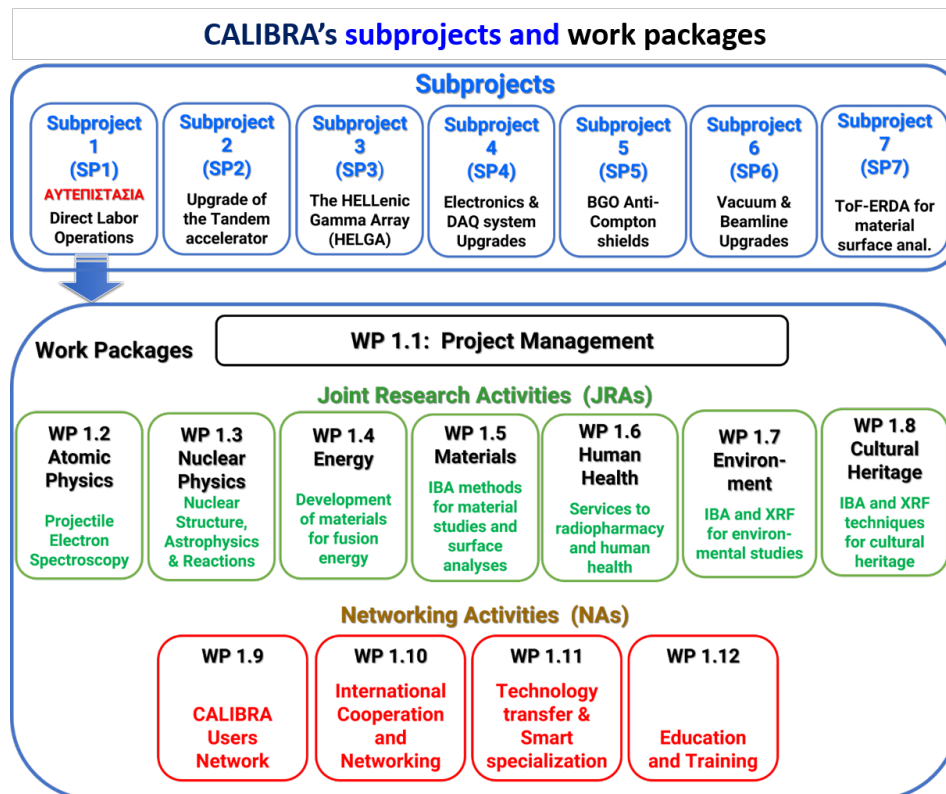 CALIBRA's subprojects and work packages
Subprojects
Subproject
1
(SP1)
ΑΥΤΕΠΙΣΤΑΣΙΑ
Direct Labor
Operations
Subproject
2
(SP2)
Upgrade of
the Tandem
accelerator
Subproject
3
(SP3)
The HELLenic
Gamma Array
(HELGA)
Subproject
4
(SP4)
Electronics &
DAQ system
Upgrades
Subproject
5
(SP5)
BGO Anti-
Compton
shields
Subproject
6
(SP6)
Vacuum &
Beamline
Upgrades
Subproject
7
(SP7)
ToF-ERDA for
material
surface anal.
Work Packages
WP 1.1: Project Management
Joint Research Activities (JRAs)
WP 1.2
Atomic
Physics
Projectile
Electron
Spectroscopy
WP 1.3
Nuclear
Physics
Nuclear
Structure,
Astrophysics
& Reactions
WP 1.4
Energy
Development
of materials
for fusion
energy
WP 1.5
Materials
IBA methods
for material
studies and
surface
analyses
WP 1.6
Human
Health
Services to
radiopharmacy
and human
health
WP 1.7
Environ-
ment
IBA and XRF
for environ-
mental studies
WP 1.8
Cultural
Heritage
IBA and XRF
techniques
for cultural
heritage
Networking Activities (NAs)
WP 1.9
CALIBRA
Users
Network
WP 1.10
International
Cooperation
and
Networking
WP 1.11
Technology
transfer &
Smart
specialization
WP 1.12
Education
and Training